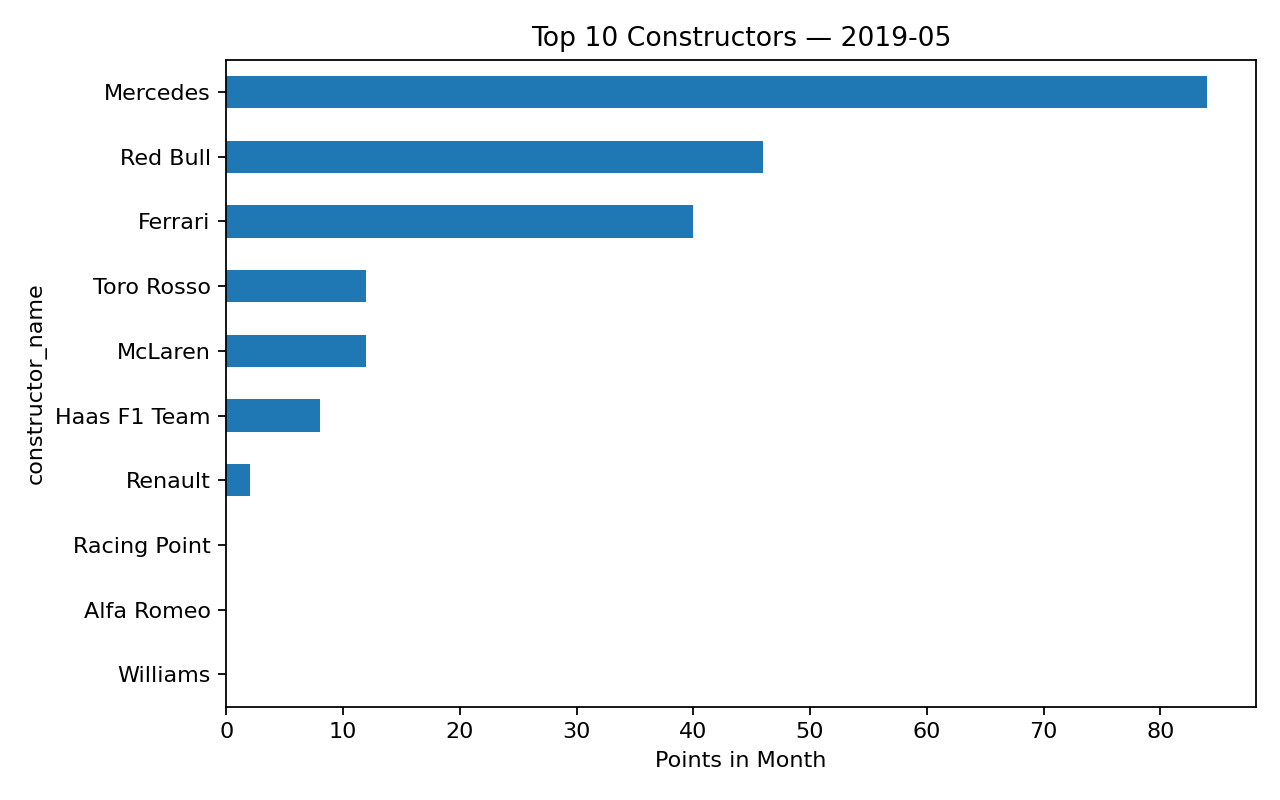 Top 10 Constructors — 2019-05
constructor_name
Mercedes
Red Bull
Ferrari
Toro Rosso
McLaren
Haas F1 Team
Renault
Racing Point
Alfa Romeo
Williams
0 10 20 30 40 50 60 70 80
Points in Month